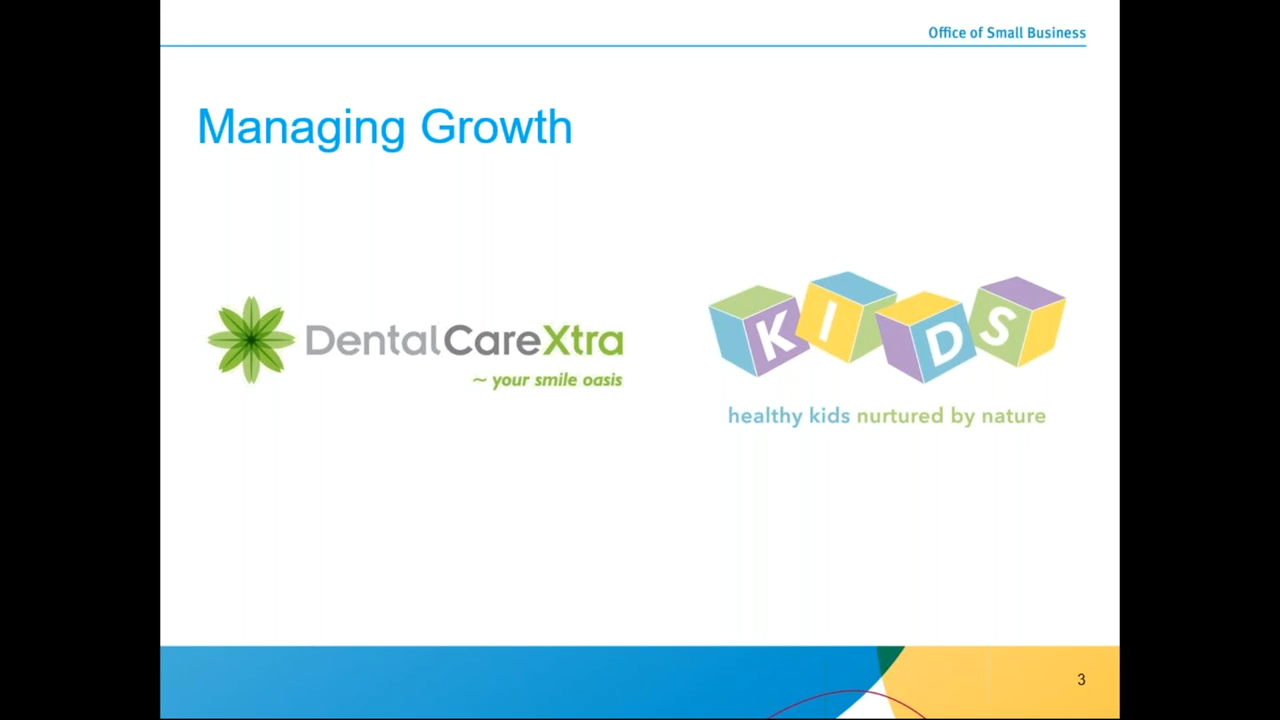 Office of Small Business
Managing Growth
DentalCareXtra
~ your smile oasis
KIDS
healthy kids nurtured by nature
3